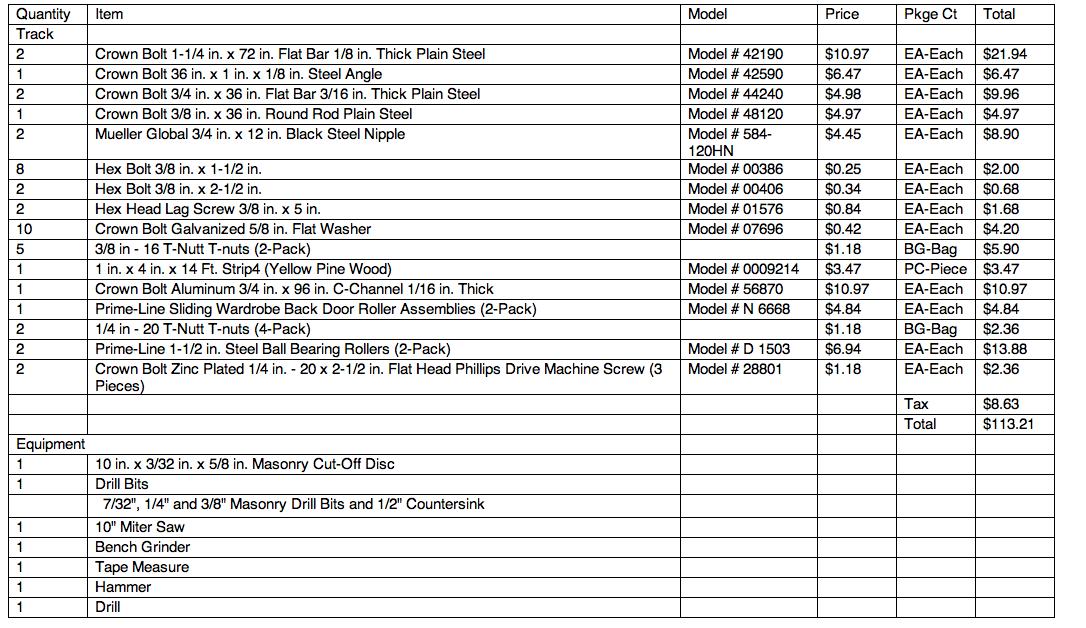 Quantity Item Model Price Pkge Ct Total
Track
2 Crown Bolt 1-1/4 in. x 72 in. Flat Bar 1/8 in. Thick Plain Steel Model # 42190 $10.97 EA-Each $21.94
1 Crown Bolt 36 in. x 1 in. x 1/8 in. Steel Angle Model # 42590 $6.47 EA-Each $6.47
2 Crown Bolt 3/4 in. x 36 in. Flat Bar 3/16 in. Thick Plain Steel Model # 44240 $4.98 EA-Each $9.96
1 Crown Bolt 3/8 in. x 36 in. Round Rod Plain Steel Model # 48120 $4.97 EA-Each $4.97
2 Mueller Global 3/4 in. x 12 in. Black Steel Nipple Model # 584- $4.45 EA-Each $8.90
120HN
8 Hex Bolt 3/8 in. x 1-1/2 in. Model # 00386 $0.25 EA-Each $2.00
2 Hex Bolt 3/8 in. x 2-1/2 in. Model # 00406 $0.34 EA-Each $0.68
2 Hex Head Lag Screw 3/8 in. x 5 in. Model # 01576 $0.84 EA-Each $1.68
10 Crown Bolt Galvanized 5/8 in. Flat Washer Model # 07696 $0.42 EA-Each $4.20
5 3/8 in - 16 T-Nutt T-nuts (2-Pack) $1.18 BG-Bag $5.90
1 1 in. x 4 in. x 14 Ft. Strip4 (Yellow Pine Wood) Model # 0009214 $3.47 PC-Piece $3.47
1 Crown Bolt Aluminum 3/4 in. x 96 in. C-Channel 1/16 in. Thick Model # 56870 $10.97 EA-Each $10.97
1 Prime-Line Sliding Wardrobe Back Door Roller Assemblies (2-Pack) Model # N 6668 $4.84 EA-Each $4.84
2 1/4 in - 20 T-Nutt T-nuts (4-Pack) $1.18 BG-Bag $2.36
2 Prime-Line 1-1/2 in. Steel Ball Bearing Rollers (2-Pack) Model # D 1503 $6.94 EA-Each $13.88
2 Crown Bolt Zinc Plated 1/4 in. - 20 x 2-1/2 in. Flat Head Phillips Drive Machine Screw (3 Model # 28801 $1.18 EA-Each $2.36
Pieces)
Tax $8.63
Total $113.21
Equipment
1 10 in. x 3/32 in. x 5/8 in. Masonry Cut-Off Disc
1 Drill Bits
7/32", 1/4" and 3/8" Masonry Drill Bits and 1/2" Countersink
1 10" Miter Saw
1 Bench Grinder
1 Tape Measure
1 Hammer
1 Drill